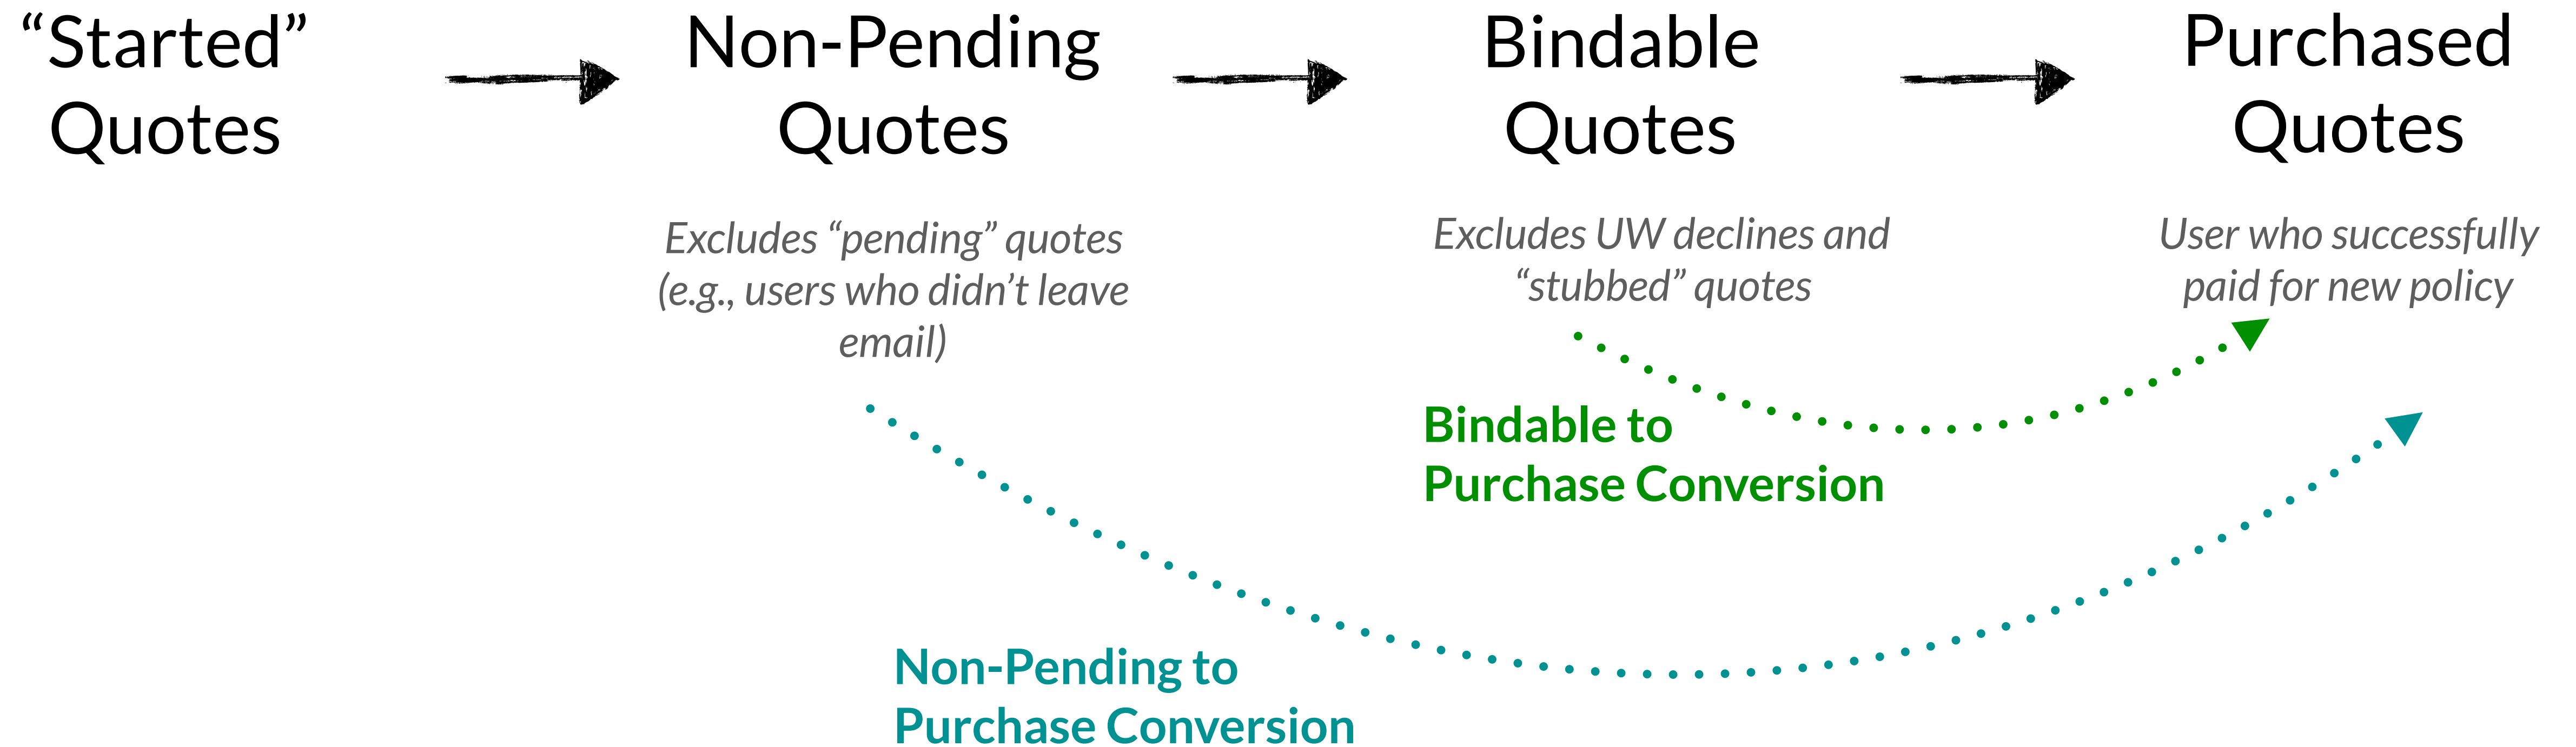 “Started”
Quotes
Non-Pending
Quotes
Bindable
Quotes
Purchased
Quotes
Excludes “pending” quotes
(e.g., users who didn’t leave
email)
Excludes UW declines and
“stubbed” quotes
User who successfully
paid for new policy
Bindable to
Purchase Conversion
Non-Pending to
Purchase Conversion